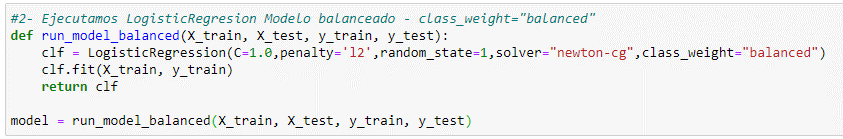 #2- Ejecutamos LogisticRegresion Modelo balanceado - class_weight="balanced"
def run_model_balanced(X_train, X_test, y_train, y_test):
    clf = LogisticRegression(C=1.0,penalty='l2',random_state=1,solver="newton-cg",class_weight="balanced")
    clf.fit(X_train, y_train)
    return clf
model = run_model_balanced(X_train, X_test, y_train, y_test)